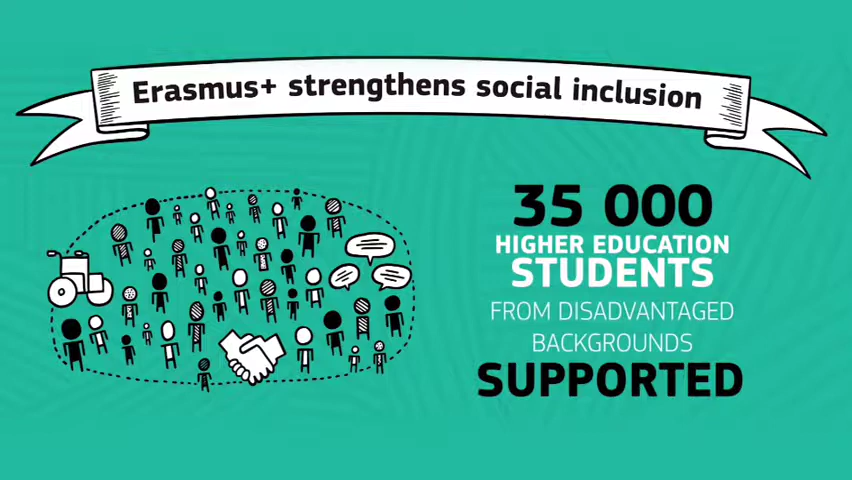 Erasmus+ strengthens social inclusion
35 000
HIGHER EDUCATION
STUDENTS
FROM DISADVANTAGED
BACKGROUNDS
SUPPORTED